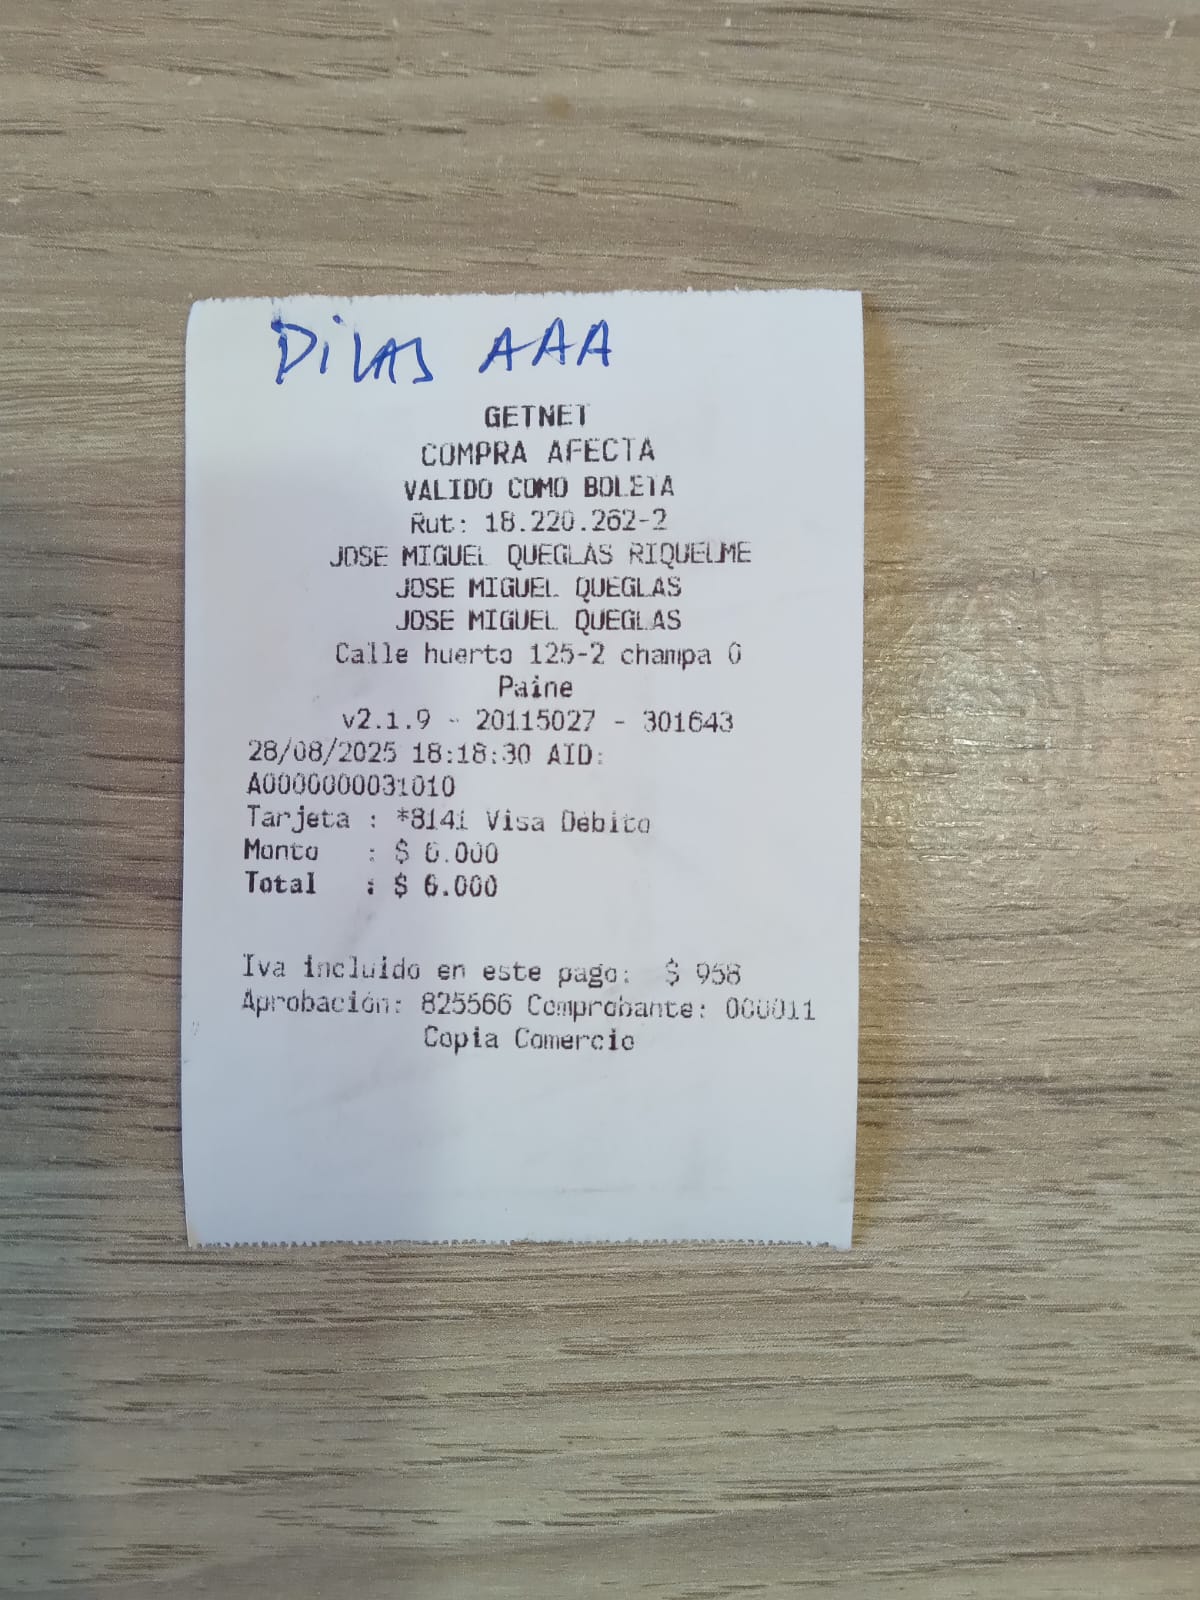 PiLAS AAA
GETNET
COMPRA AFECTA
VALIDO COMO BOLETA
Rut: 18.220.262-2
JOSE MIGUEL QUEGLAS RIQUELME
JOSE MIGUEL QUEGLAS
JOSE MIGUEL QUEGLAS
Calle huerto 125-2 champa 0
Paine
v2.1.9 - 20115027 - 301643
28/08/2025 18:18:30 AID:
A0000000031010
Tarjeta : *8141 Visa Débito
Monto : $ 6.000
Total : $ 6.000
Iva incluido en este pago: $ 958
Aprobación: 825566 Comprobante: 000011
Copia Comercio